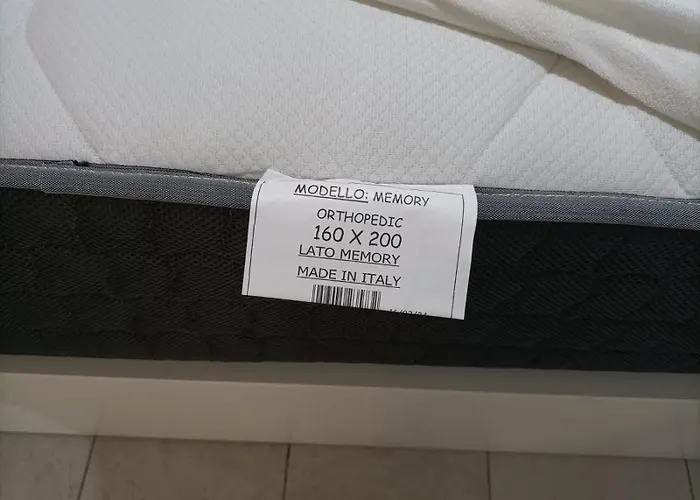 MODELLO: MEMORY
ORTHOPEDIC
160 X 200
LATO MEMORY
MADE IN ITALY